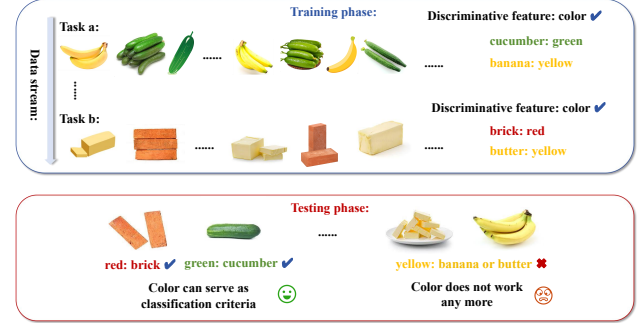 Training phase:
Task a:
Discriminative feature: color ✔
cucumber: green
banana: yellow
......
......
......
Data stream:
Task b:
Discriminative feature: color ✔
brick: red
butter: yellow
......
......
Testing phase:
......
red: brick ✔
green: cucumber ✔
yellow: banana or butter ✖
Color can serve as
classification criteria
Color does not work
any more